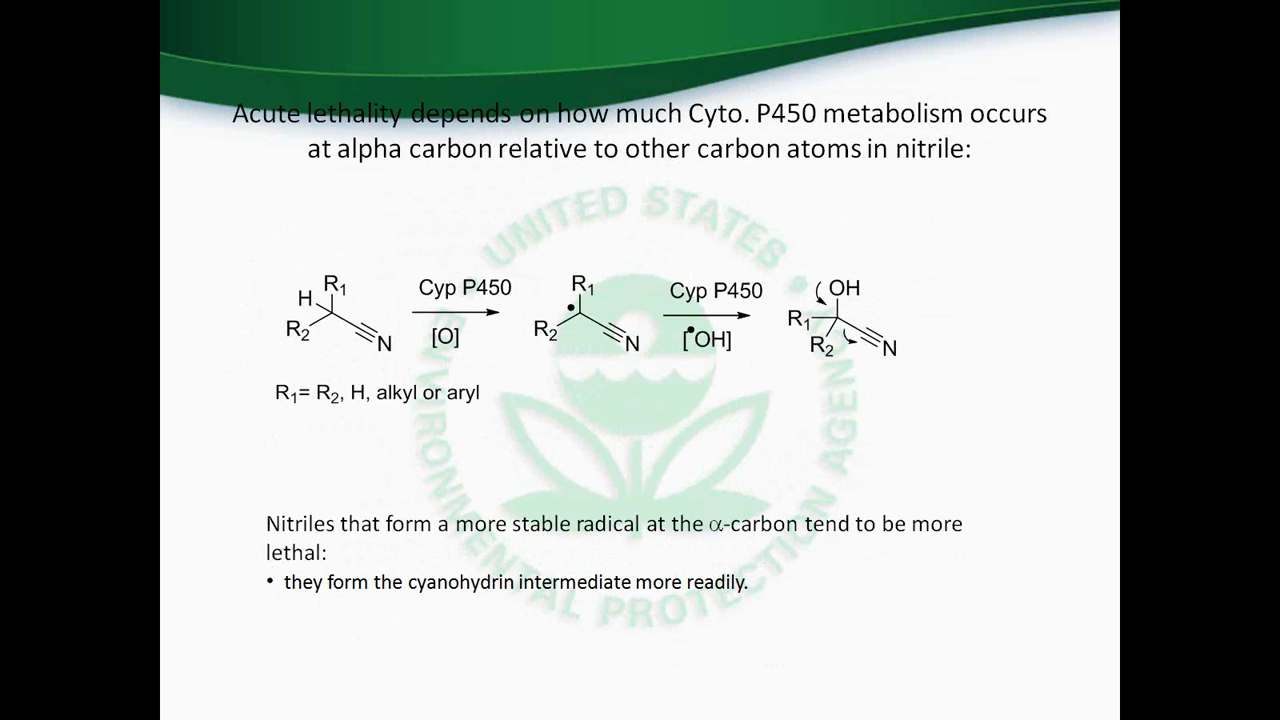 Acute lethality depends on how much Cyto. P450 metabolism occurs
at alpha carbon relative to other carbon atoms in nitrile:
UNITED STATES
ENVIRONMENTAL PROTECTION AGENCY
H R₁ R₂ N
Cyp P450
[O]
R₁ R₂ N
Cyp P450
[•OH]
OH R₁ R₂ N
R₁= R₂, H, alkyl or aryl
Nitriles that form a more stable radical at the α-carbon tend to be more
lethal:
• they form the cyanohydrin intermediate more readily.